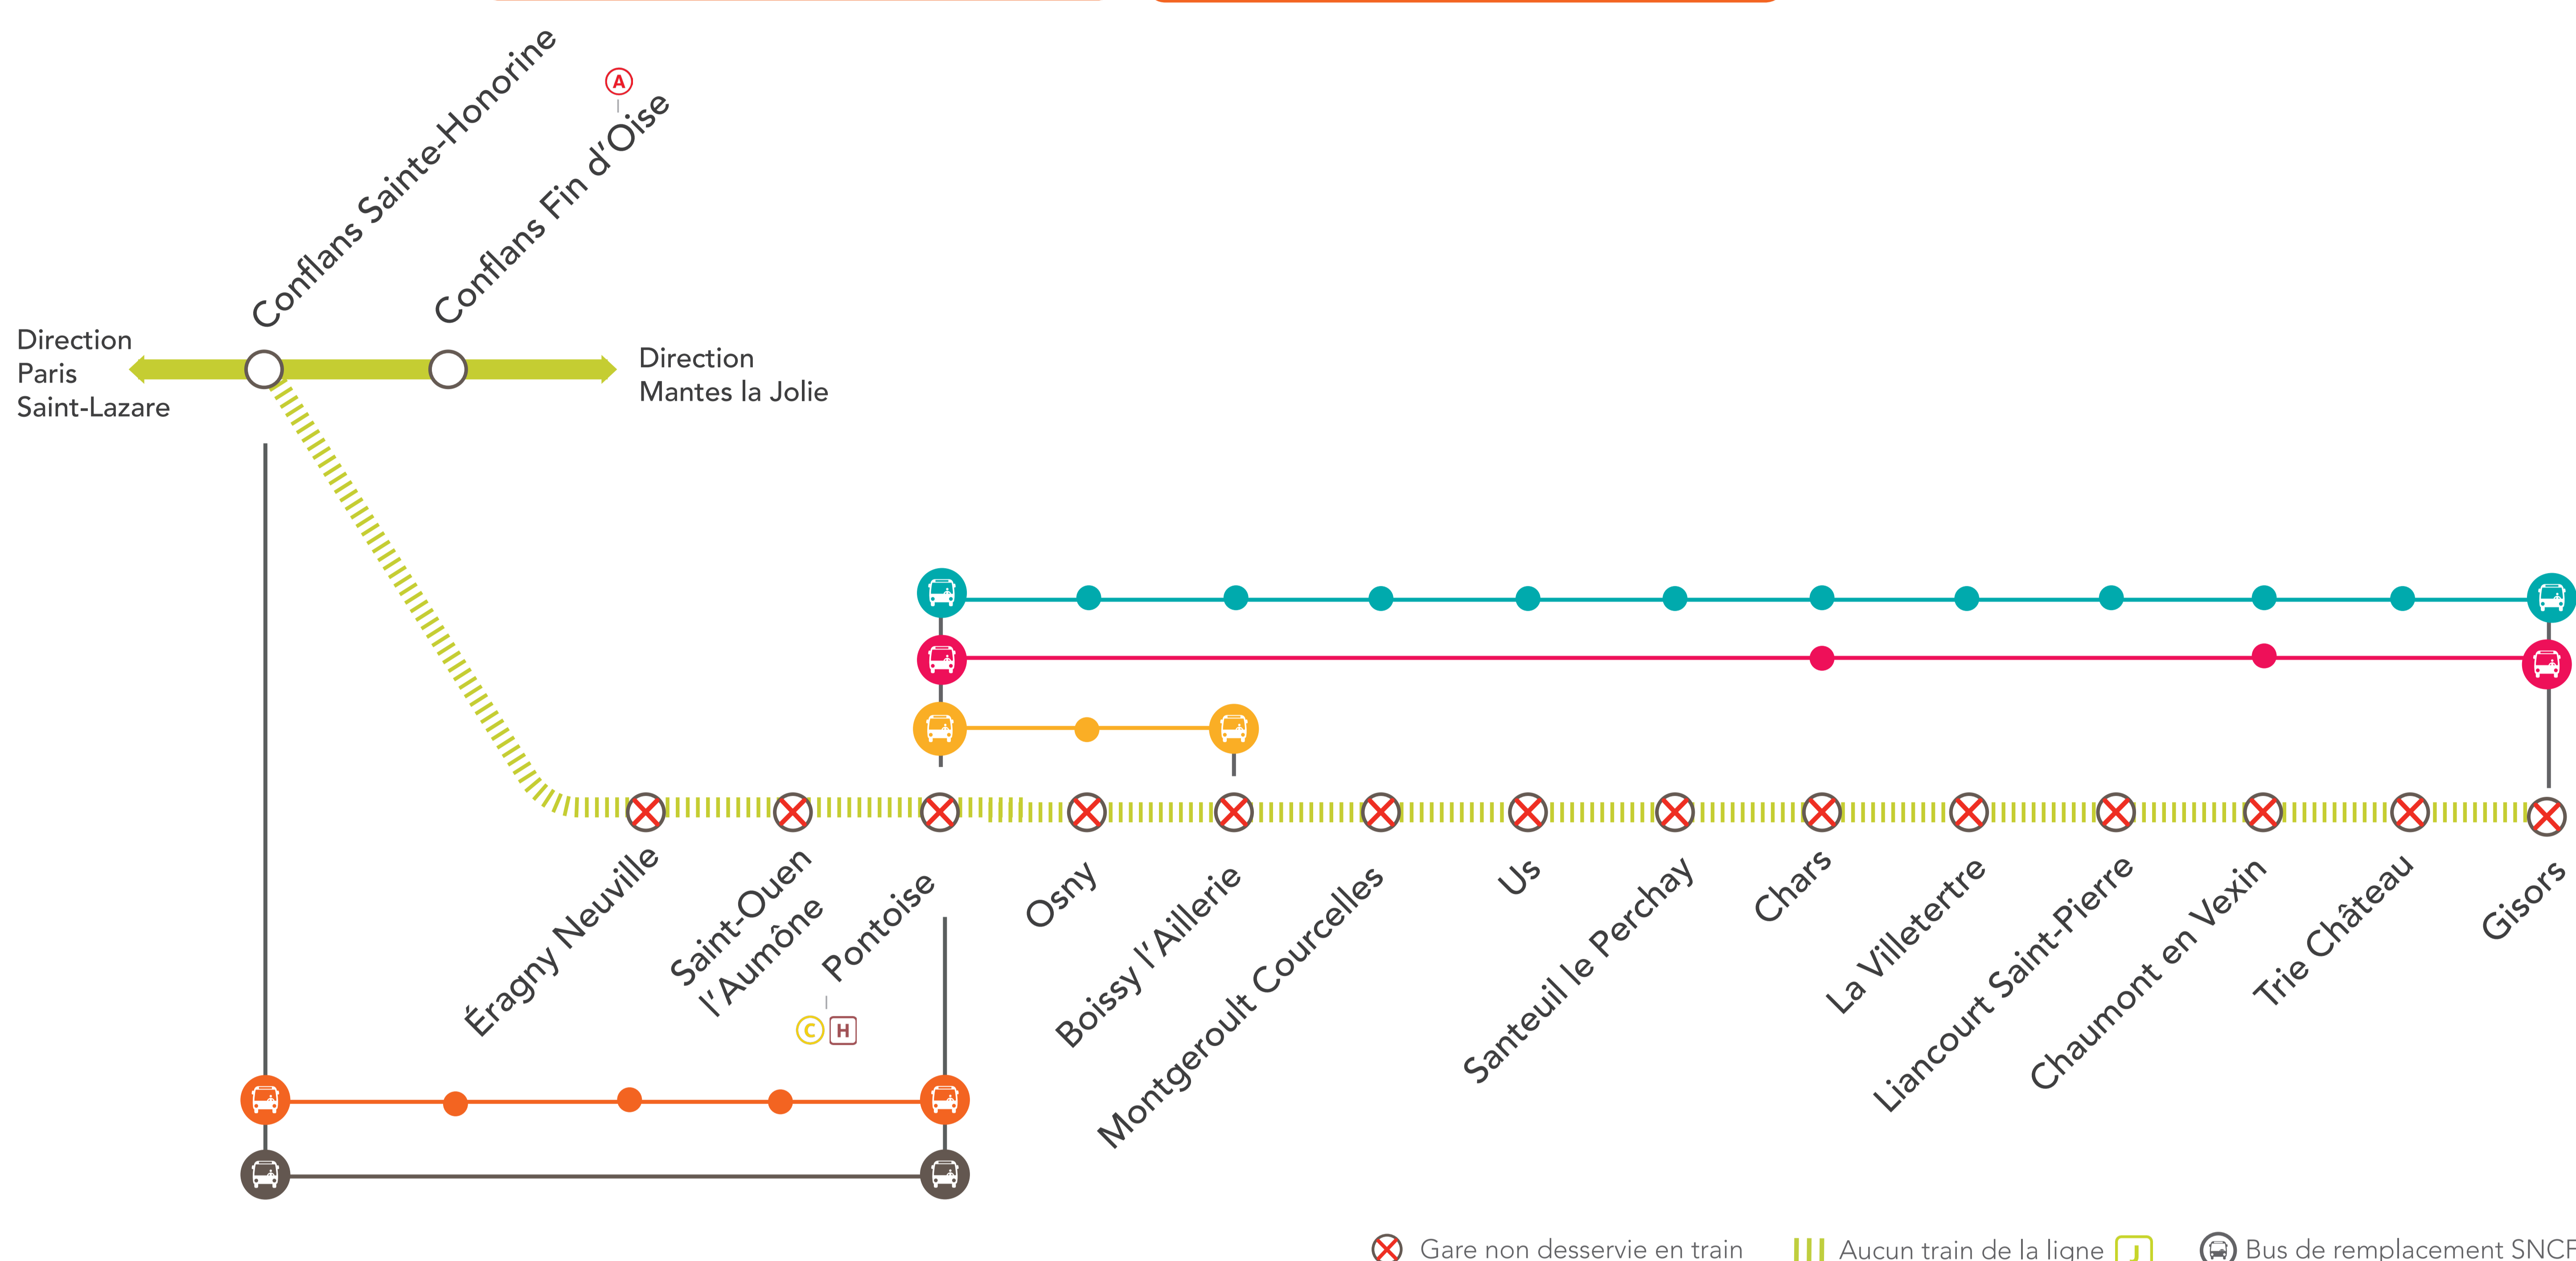 Conflans Sainte-Honorine
A
Conflans Fin d'Oise
Direction
Paris
Saint-Lazare
Direction
Mantes la Jolie
Éragny Neuville
Saint-Ouen
l'Aumône
Pontoise
C H
Osny
Boissy l'Aillerie
Montgeroult Courcelles
Us
Santeuil le Perchay
Chars
La Villetertre
Liancourt Saint-Pierre
Chaumont en Vexin
Trie Château
Gisors
Gare non desservie en train
Aucun train de la ligne J
Bus de remplacement SNCF